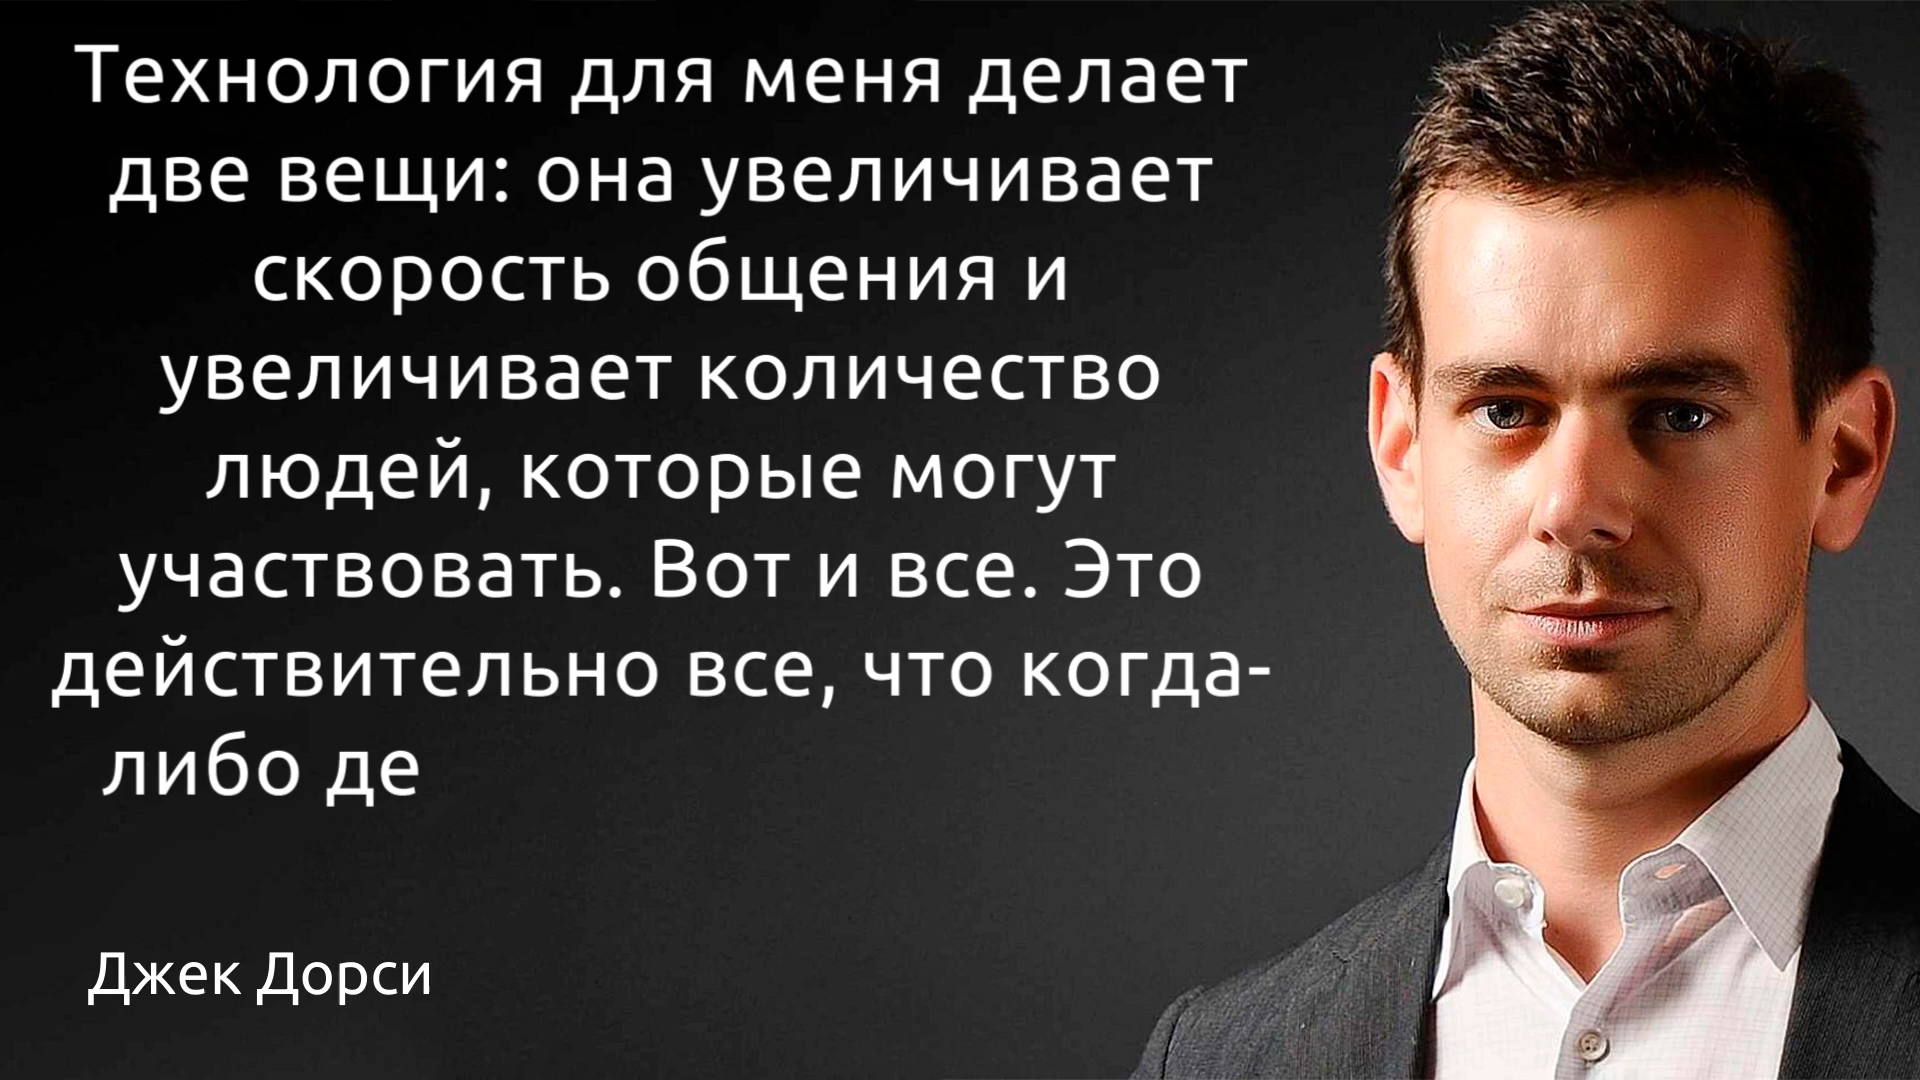 Технология для меня делает
две вещи: она увеличивает
скорость общения и
увеличивает количество
людей, которые могут
участвовать. Вот и все. Это
действительно все, что когда-
либо де
Джек Дорси